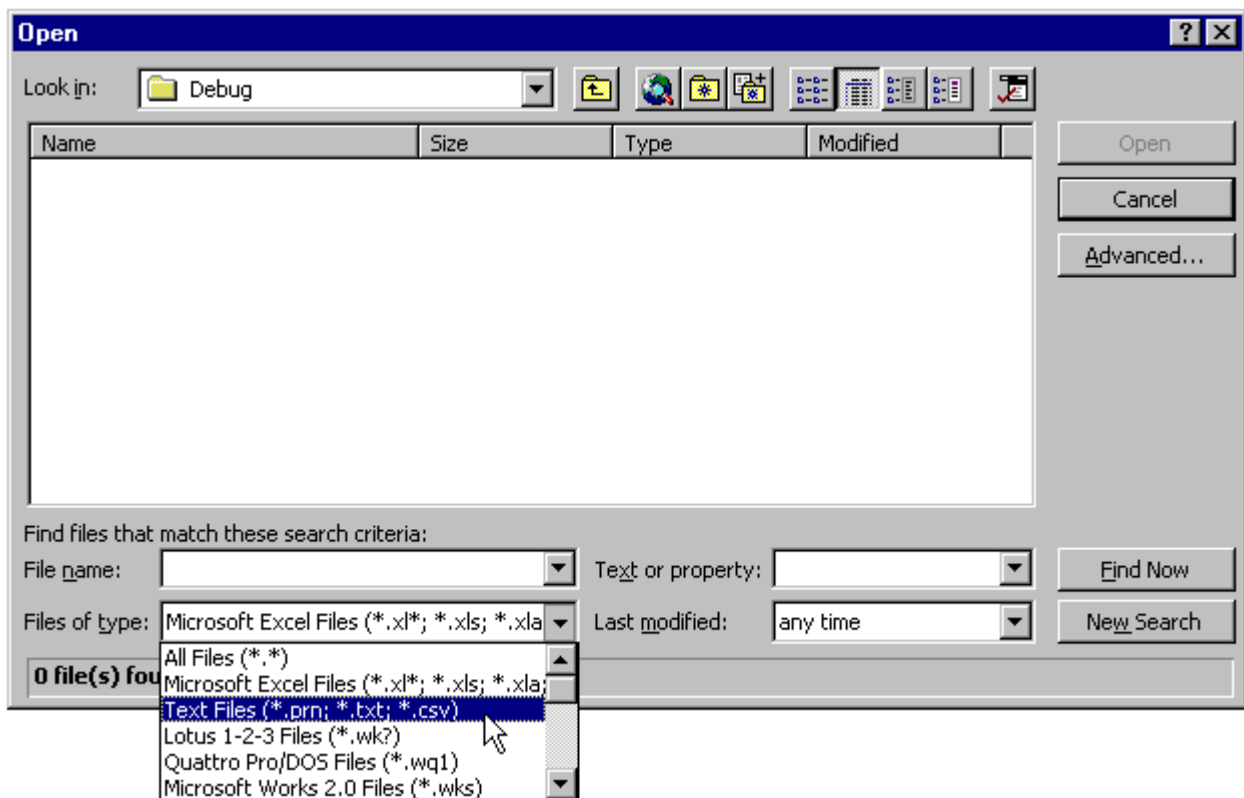 Open
Look in: Debug
Name Size Type Modified
Open
Cancel
Advanced...
Find files that match these search criteria:
File name: Text or property: Find Now
Files of type: Microsoft Excel Files (*.xl*; *.xls; *.xla Last modified: any time New Search
0 file(s) fou
All Files (*.*)
Microsoft Excel Files (*.xl*; *.xls; *.xla;
Text Files (*.prn; *.txt; *.csv)
Lotus 1-2-3 Files (*.wk?)
Quattro Pro/DOS Files (*.wq1)
Microsoft Works 2.0 Files (*.wks)